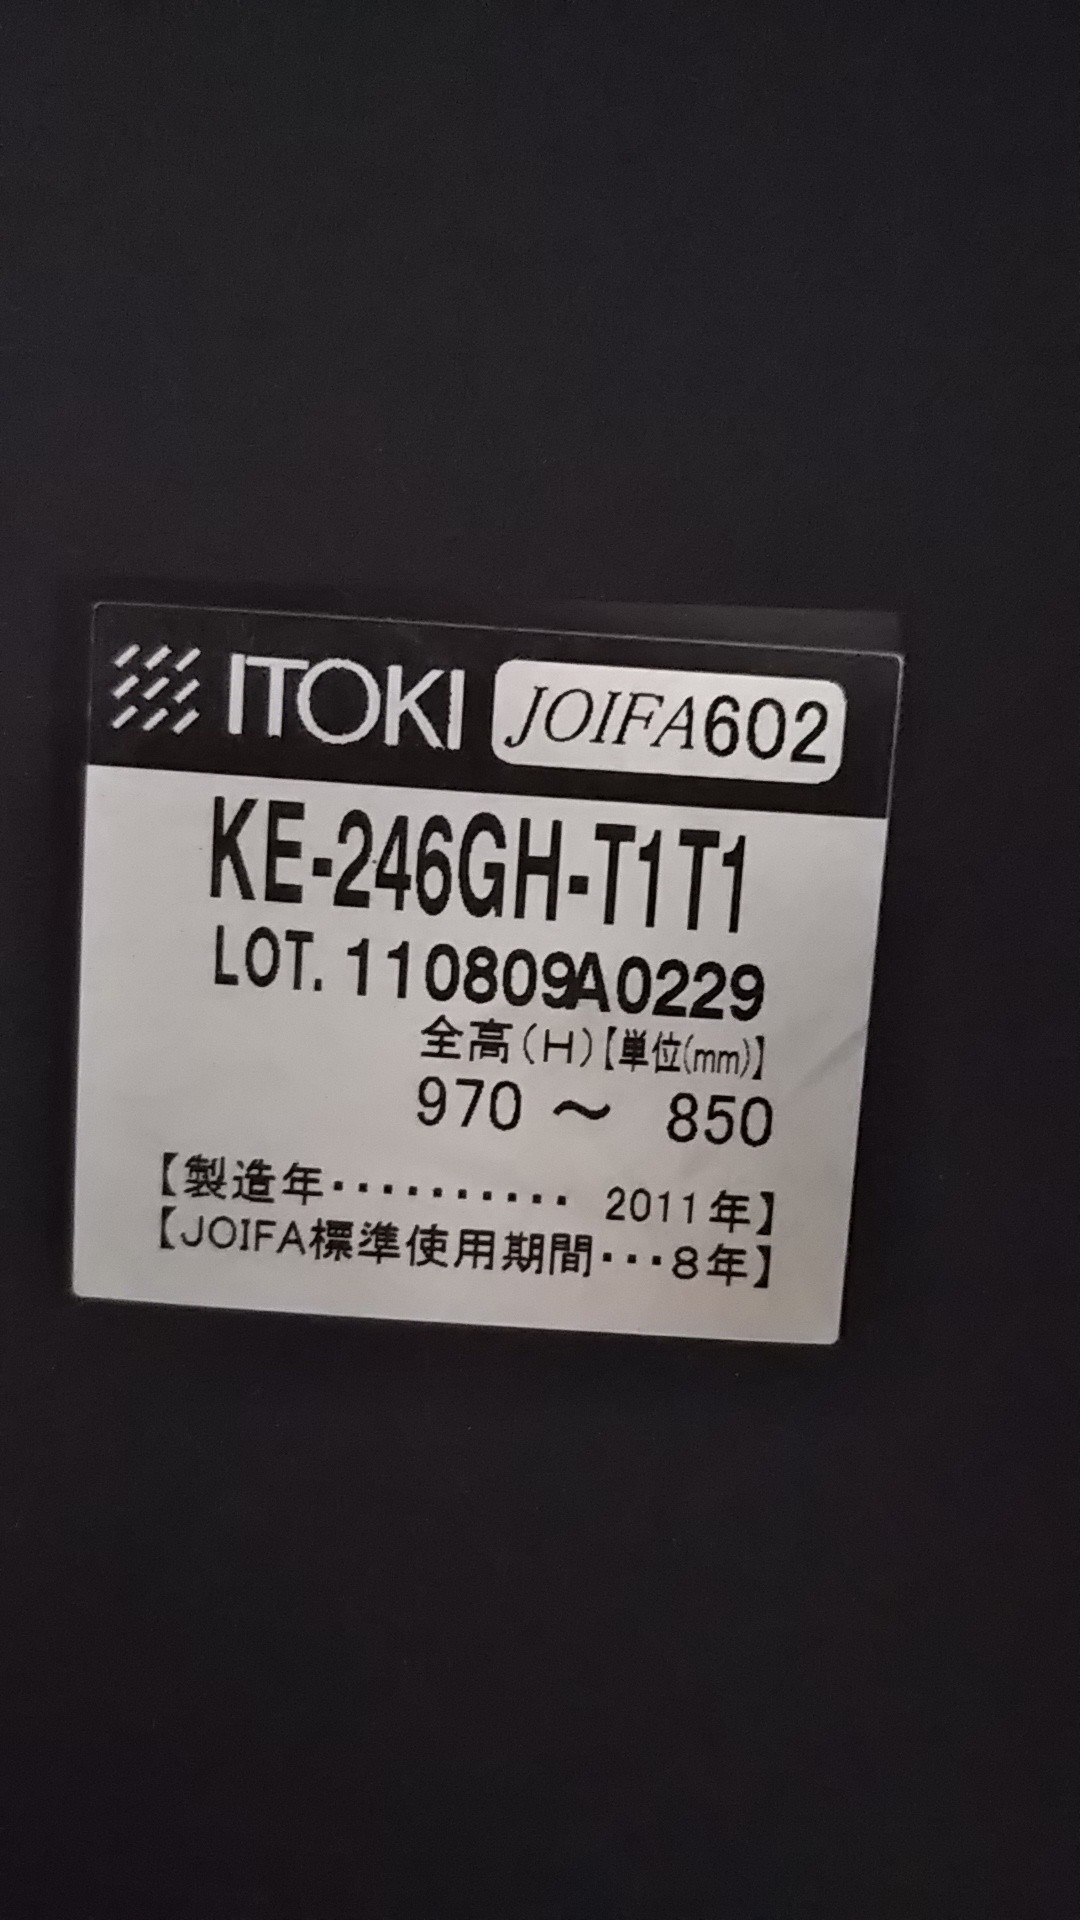 ITOKI JOIFA602
KE-246GH-T1T1
LOT. 110809A0229
全高(H)【単位(mm)】
970 ～ 850
【製造年・・・・・・・・・・ 2011年】
【JOIFA標準使用期間・・・8年】